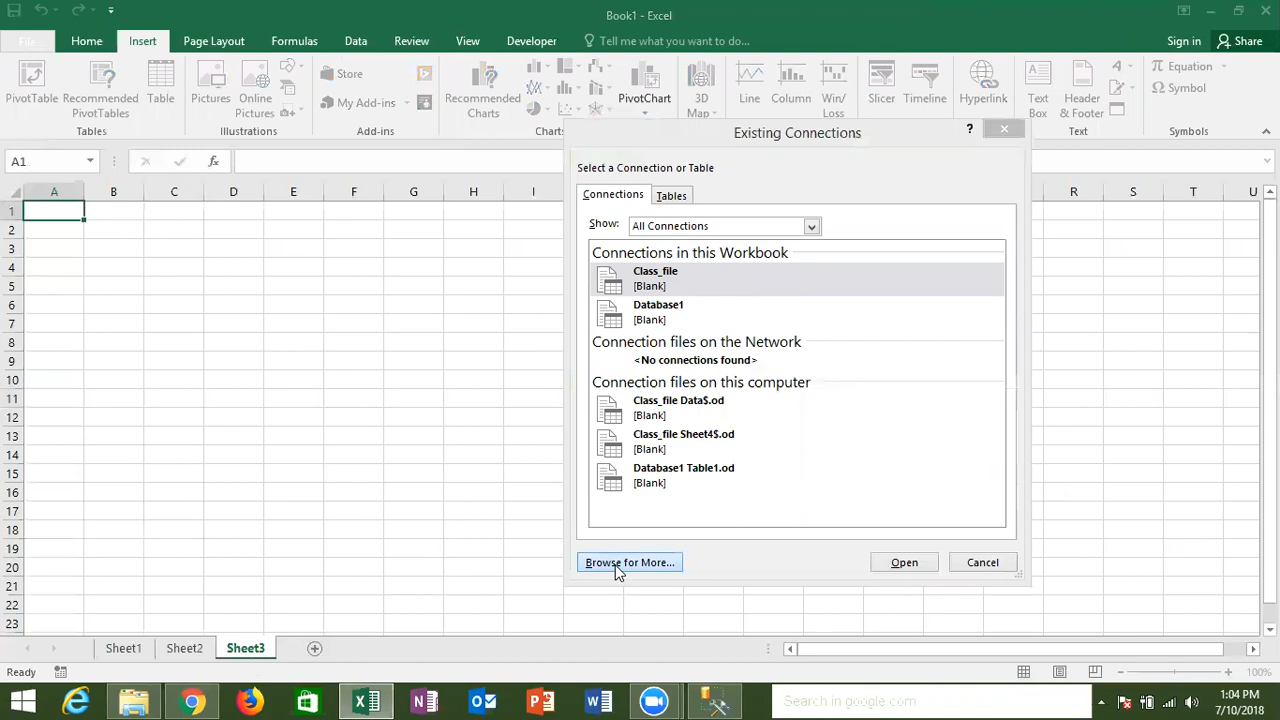 Book1 - Excel
File Home Insert Page Layout Formulas Data Review View Developer Tell me what you want to do... Sign in Share
PivotTable
Recommended PivotTables
Table
Tables
Pictures
Online Pictures
Illustrations
Store
My Add-ins
Add-ins
Recommended Charts
Charts
PivotChart
3D Map
Line
Column
Win/ Loss
Slicer
Timeline
Hyperlink
Text Box
Header & Footer
Text
Equation
Symbol
Symbols
A1
fx
A B C D E F G H I R S T U
1
2
3
4
5
6
7
8
9
10
11
12
13
14
15
16
17
18
19
20
21
22
23
Existing Connections
?
Select a Connection or Table
Connections Tables
Show: All Connections
Connections in this Workbook
Class_file
[Blank]
Database1
[Blank]
Connection files on the Network
<No connections found>
Connection files on this computer
Class_file Data$.od
[Blank]
Class_file Sheet4$.od
[Blank]
Database1 Table1.od
[Blank]
Browse for More... Open Cancel
Sheet1 Sheet2 Sheet3
Ready 100%
Search in google.com
1:04 PM
7/10/2018